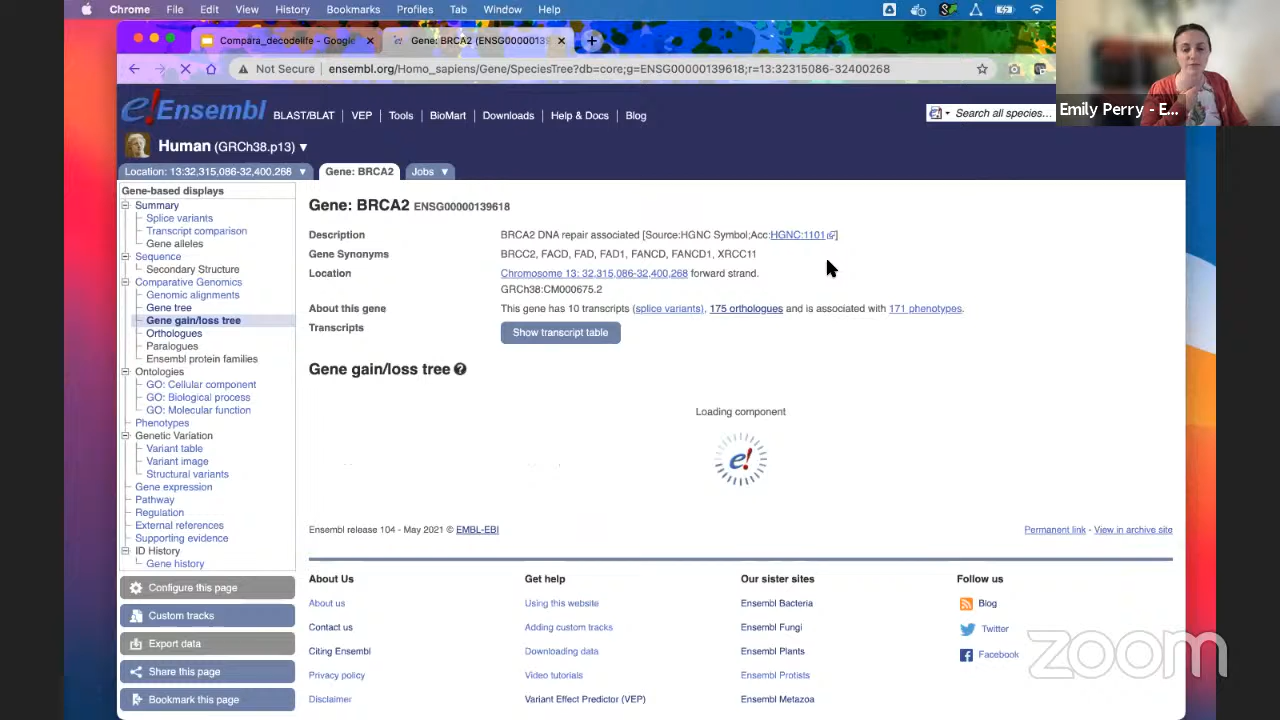 Chrome File Edit View History Bookmarks Profiles Tab Window Help
Compara_decodelife - Google Gene: BRCA2 (ENSG00000139
Not Secure ensembl.org/Homo_sapiens/Gene/SpeciesTree?db=core;g=ENSG00000139618;r=13:32315086-32400268
Emily Perry - E...
e!Ensembl BLAST/BLAT VEP Tools BioMart Downloads Help & Docs Blog Search all species...
Human (GRCh38.p13)
Location: 13:32,315,086-32,400,268 Gene: BRCA2 Jobs
Gene-based displays
Summary
Splice variants
Transcript comparison
Gene alleles
Sequence
Secondary Structure
Comparative Genomics
Genomic alignments
Gene tree
Gene gain/loss tree
Orthologues
Paralogues
Ensembl protein families
Ontologies
GO: Cellular component
GO: Biological process
GO: Molecular function
Phenotypes
Genetic Variation
Variant table
Variant image
Structural variants
Gene expression
Pathway
Regulation
External references
Supporting evidence
ID History
Gene history
Configure this page
Custom tracks
Export data
Share this page
Bookmark this page
Gene: BRCA2 ENSG00000139618
Description BRCA2 DNA repair associated [Source:HGNC Symbol;Acc:HGNC:1101]
Gene Synonyms BRCC2, FACD, FAD, FAD1, FANCD, FANCD1, XRCC11
Location Chromosome 13: 32,315,086-32,400,268 forward strand.
GRCh38:CM000675.2
About this gene This gene has 10 transcripts (splice variants), 175 orthologues and is associated with 171 phenotypes.
Transcripts Show transcript table
Gene gain/loss tree ?
Loading component
e!
Ensembl release 104 - May 2021 © EMBL-EBI Permanent link - View in archive site
About Us Get help Our sister sites Follow us
About us Using this website Ensembl Bacteria Blog
Contact us Adding custom tracks Ensembl Fungi Twitter
Citing Ensembl Downloading data Ensembl Plants Facebook
Privacy policy Video tutorials Ensembl Protists
Disclaimer Variant Effect Predictor (VEP) Ensembl Metazoa
zoom